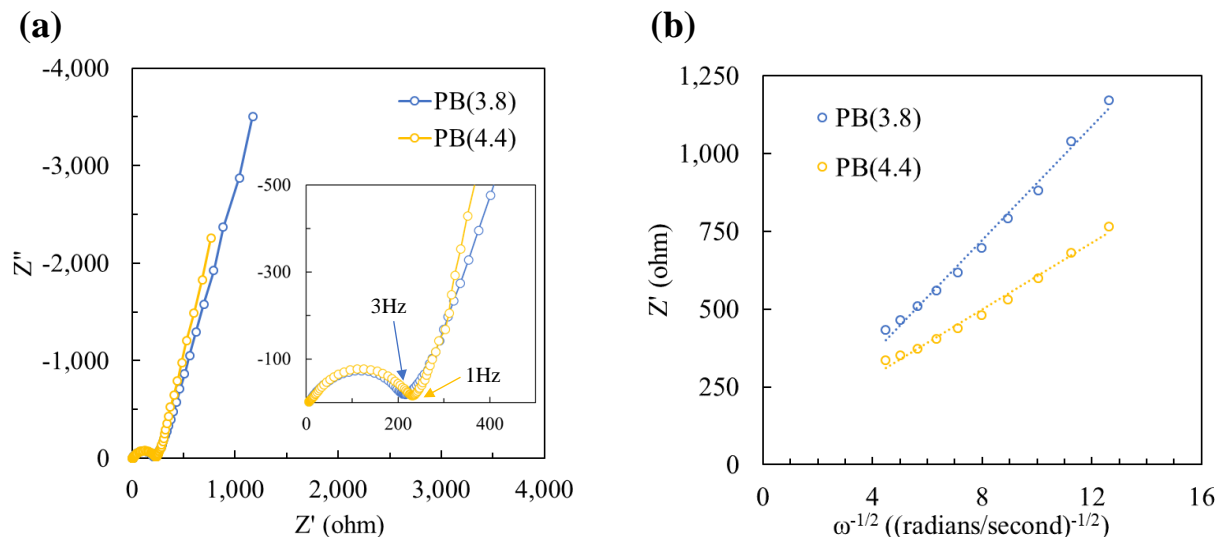 (a)
-4,000
-3,000
-2,000
-1,000
0
Z"
0
1,000
2,000
3,000
4,000
Z' (ohm)
PB(3.8)
PB(4.4)
-500
-300
-100
0
200
400
3Hz
1Hz
(b)
1,250
1,000
750
500
250
0
Z' (ohm)
0
4
8
12
16
ω-1/2 ((radians/second)-1/2)
PB(3.8)
PB(4.4)